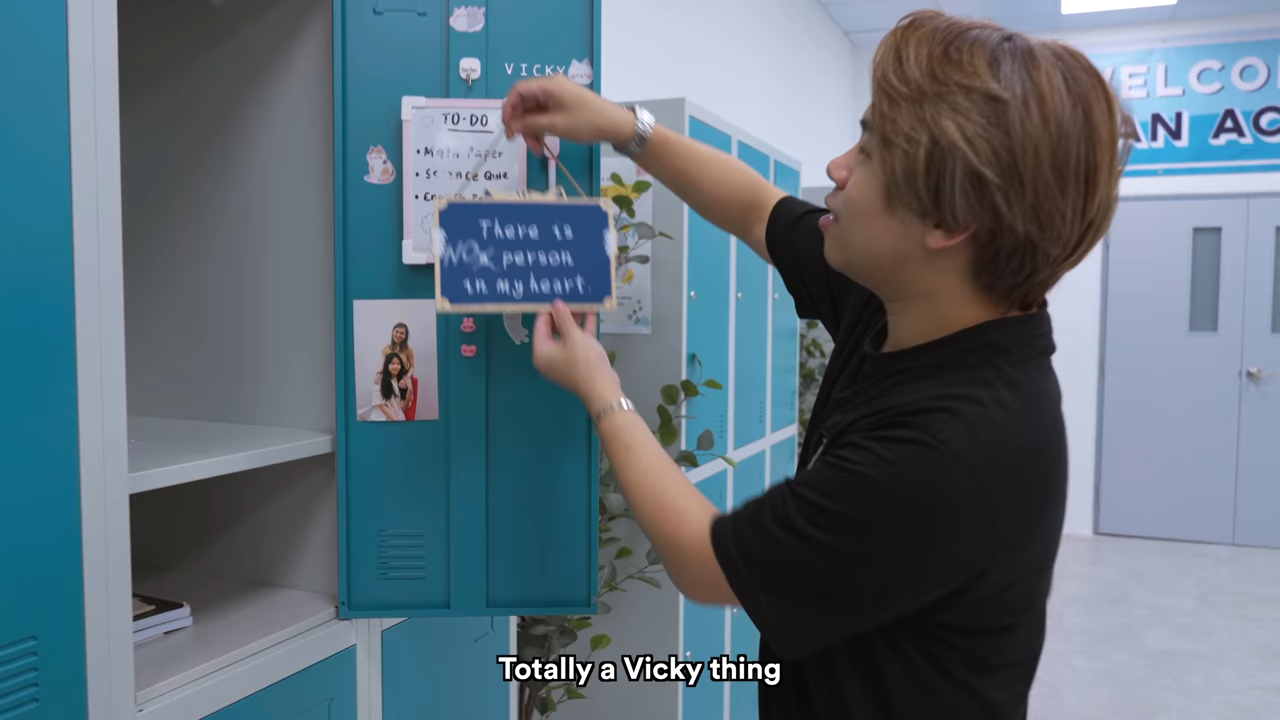 VICKY
TO-DO
• Math Paper
• Science Quiz
• English
There is
person
in my heart.
WELCO
AN AC
Totally a Vicky thing